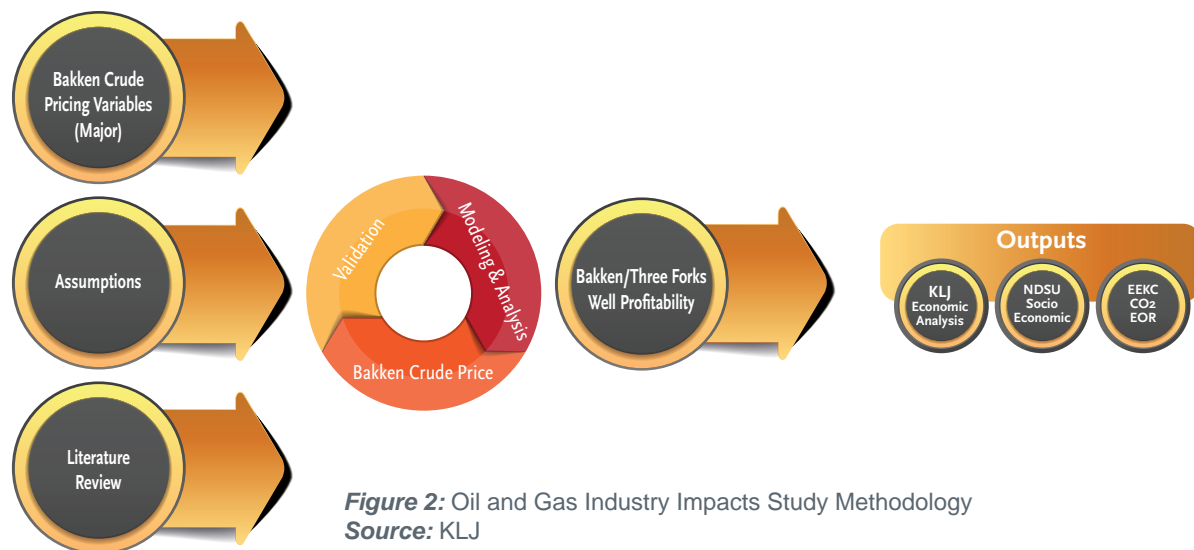 Bakken Crude
Pricing Variables
(Major)
Assumptions
Literature
Review
Validation
Modeling & Analysis
Bakken Crude Price
Bakken/Three Forks
Well Profitability
Outputs
KLJ
Economic
Analysis
NDSU
Socio
Economic
EEKC
CO2
EOR
Figure 2: Oil and Gas Industry Impacts Study Methodology
Source: KLJ